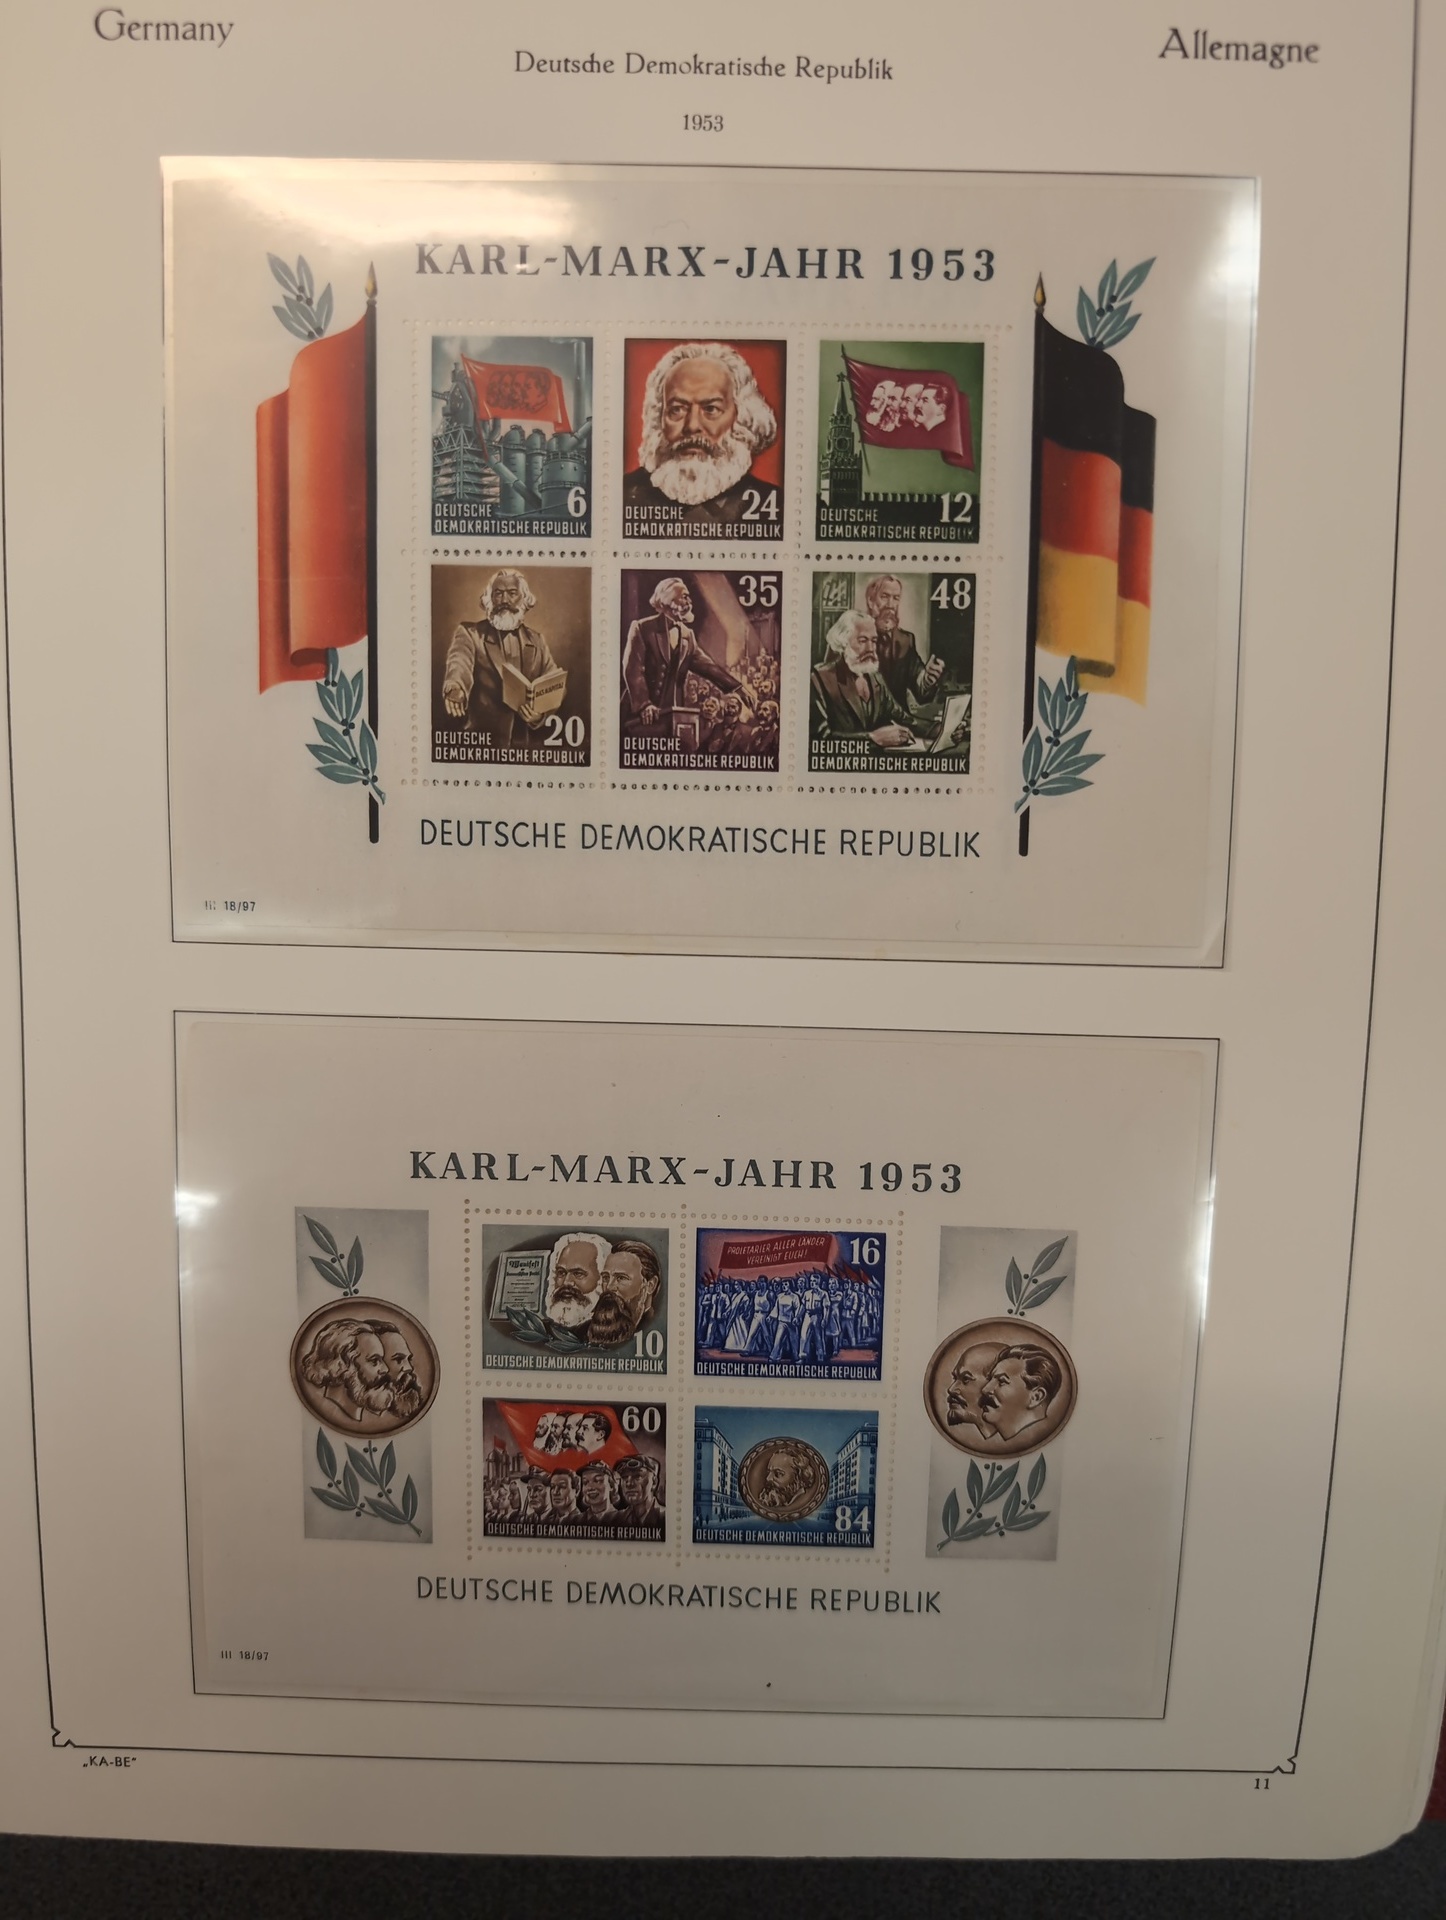 Germany
Deutsche Demokratische Republik
Allemagne
1953
KARL-MARX-JAHR 1953
6
DEUTSCHE
DEMOKRATISCHE REPUBLIK
24
DEUTSCHE
DEMOKRATISCHE REPUBLIK
12
DEUTSCHE
DEMOKRATISCHE REPUBLIK
DAS KAPITAL
20
DEUTSCHE
DEMOKRATISCHE REPUBLIK
35
DEUTSCHE
DEMOKRATISCHE REPUBLIK
48
DEUTSCHE
DEMOKRATISCHE REPUBLIK
DEUTSCHE DEMOKRATISCHE REPUBLIK
III 18/97
KARL-MARX-JAHR 1953
Manifest
10
DEUTSCHE DEMOKRATISCHE REPUBLIK
PROLETARIER ALLER LÄNDER
VEREINIGT EUCH!
16
DEUTSCHE DEMOKRATISCHE REPUBLIK
60
DEUTSCHE DEMOKRATISCHE REPUBLIK
84
DEUTSCHE DEMOKRATISCHE REPUBLIK
DEUTSCHE DEMOKRATISCHE REPUBLIK
III 18/97
„KA-BE"
11